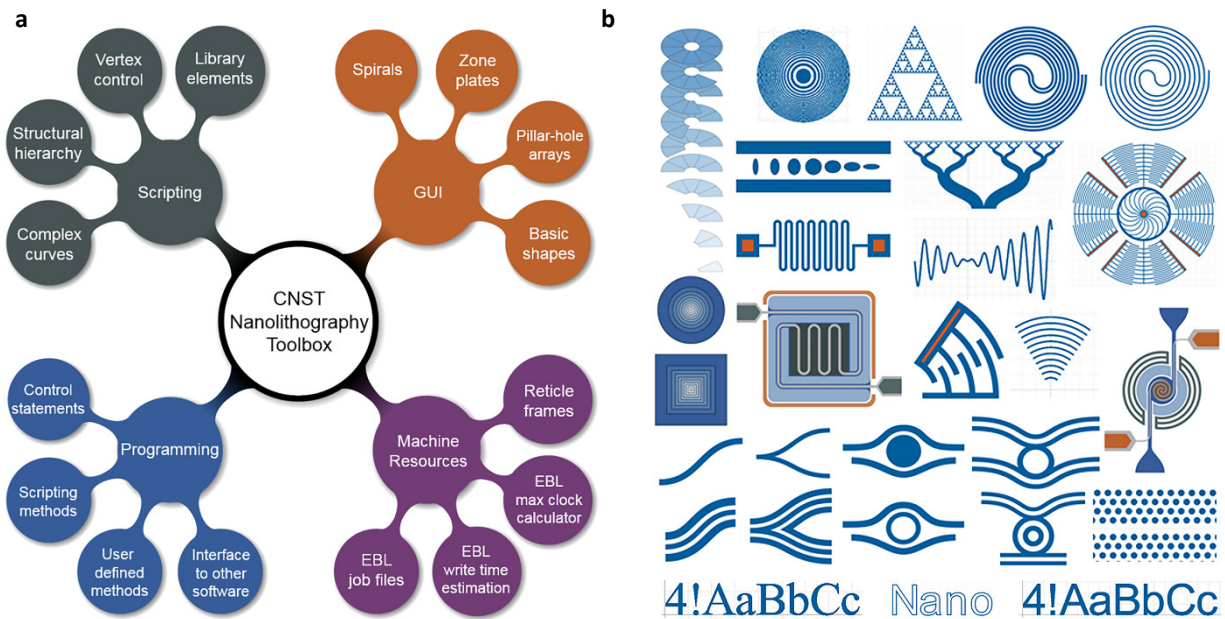 a
b
Vertex
control
Library
elements
Structural
hierarchy
Complex
curves
Scripting
Spirals
Zone
plates
Pillar-hole
arrays
Basic
shapes
GUI
CNST
Nanolithography
Toolbox
Control
statements
Scripting
methods
User
defined
methods
Interface
to other
software
Programming
Machine
Resources
Reticle
frames
EBL
max clock
calculator
EBL
write time
estimation
EBL
job files
4!AaBbCc
Nano
4!AaBbCc